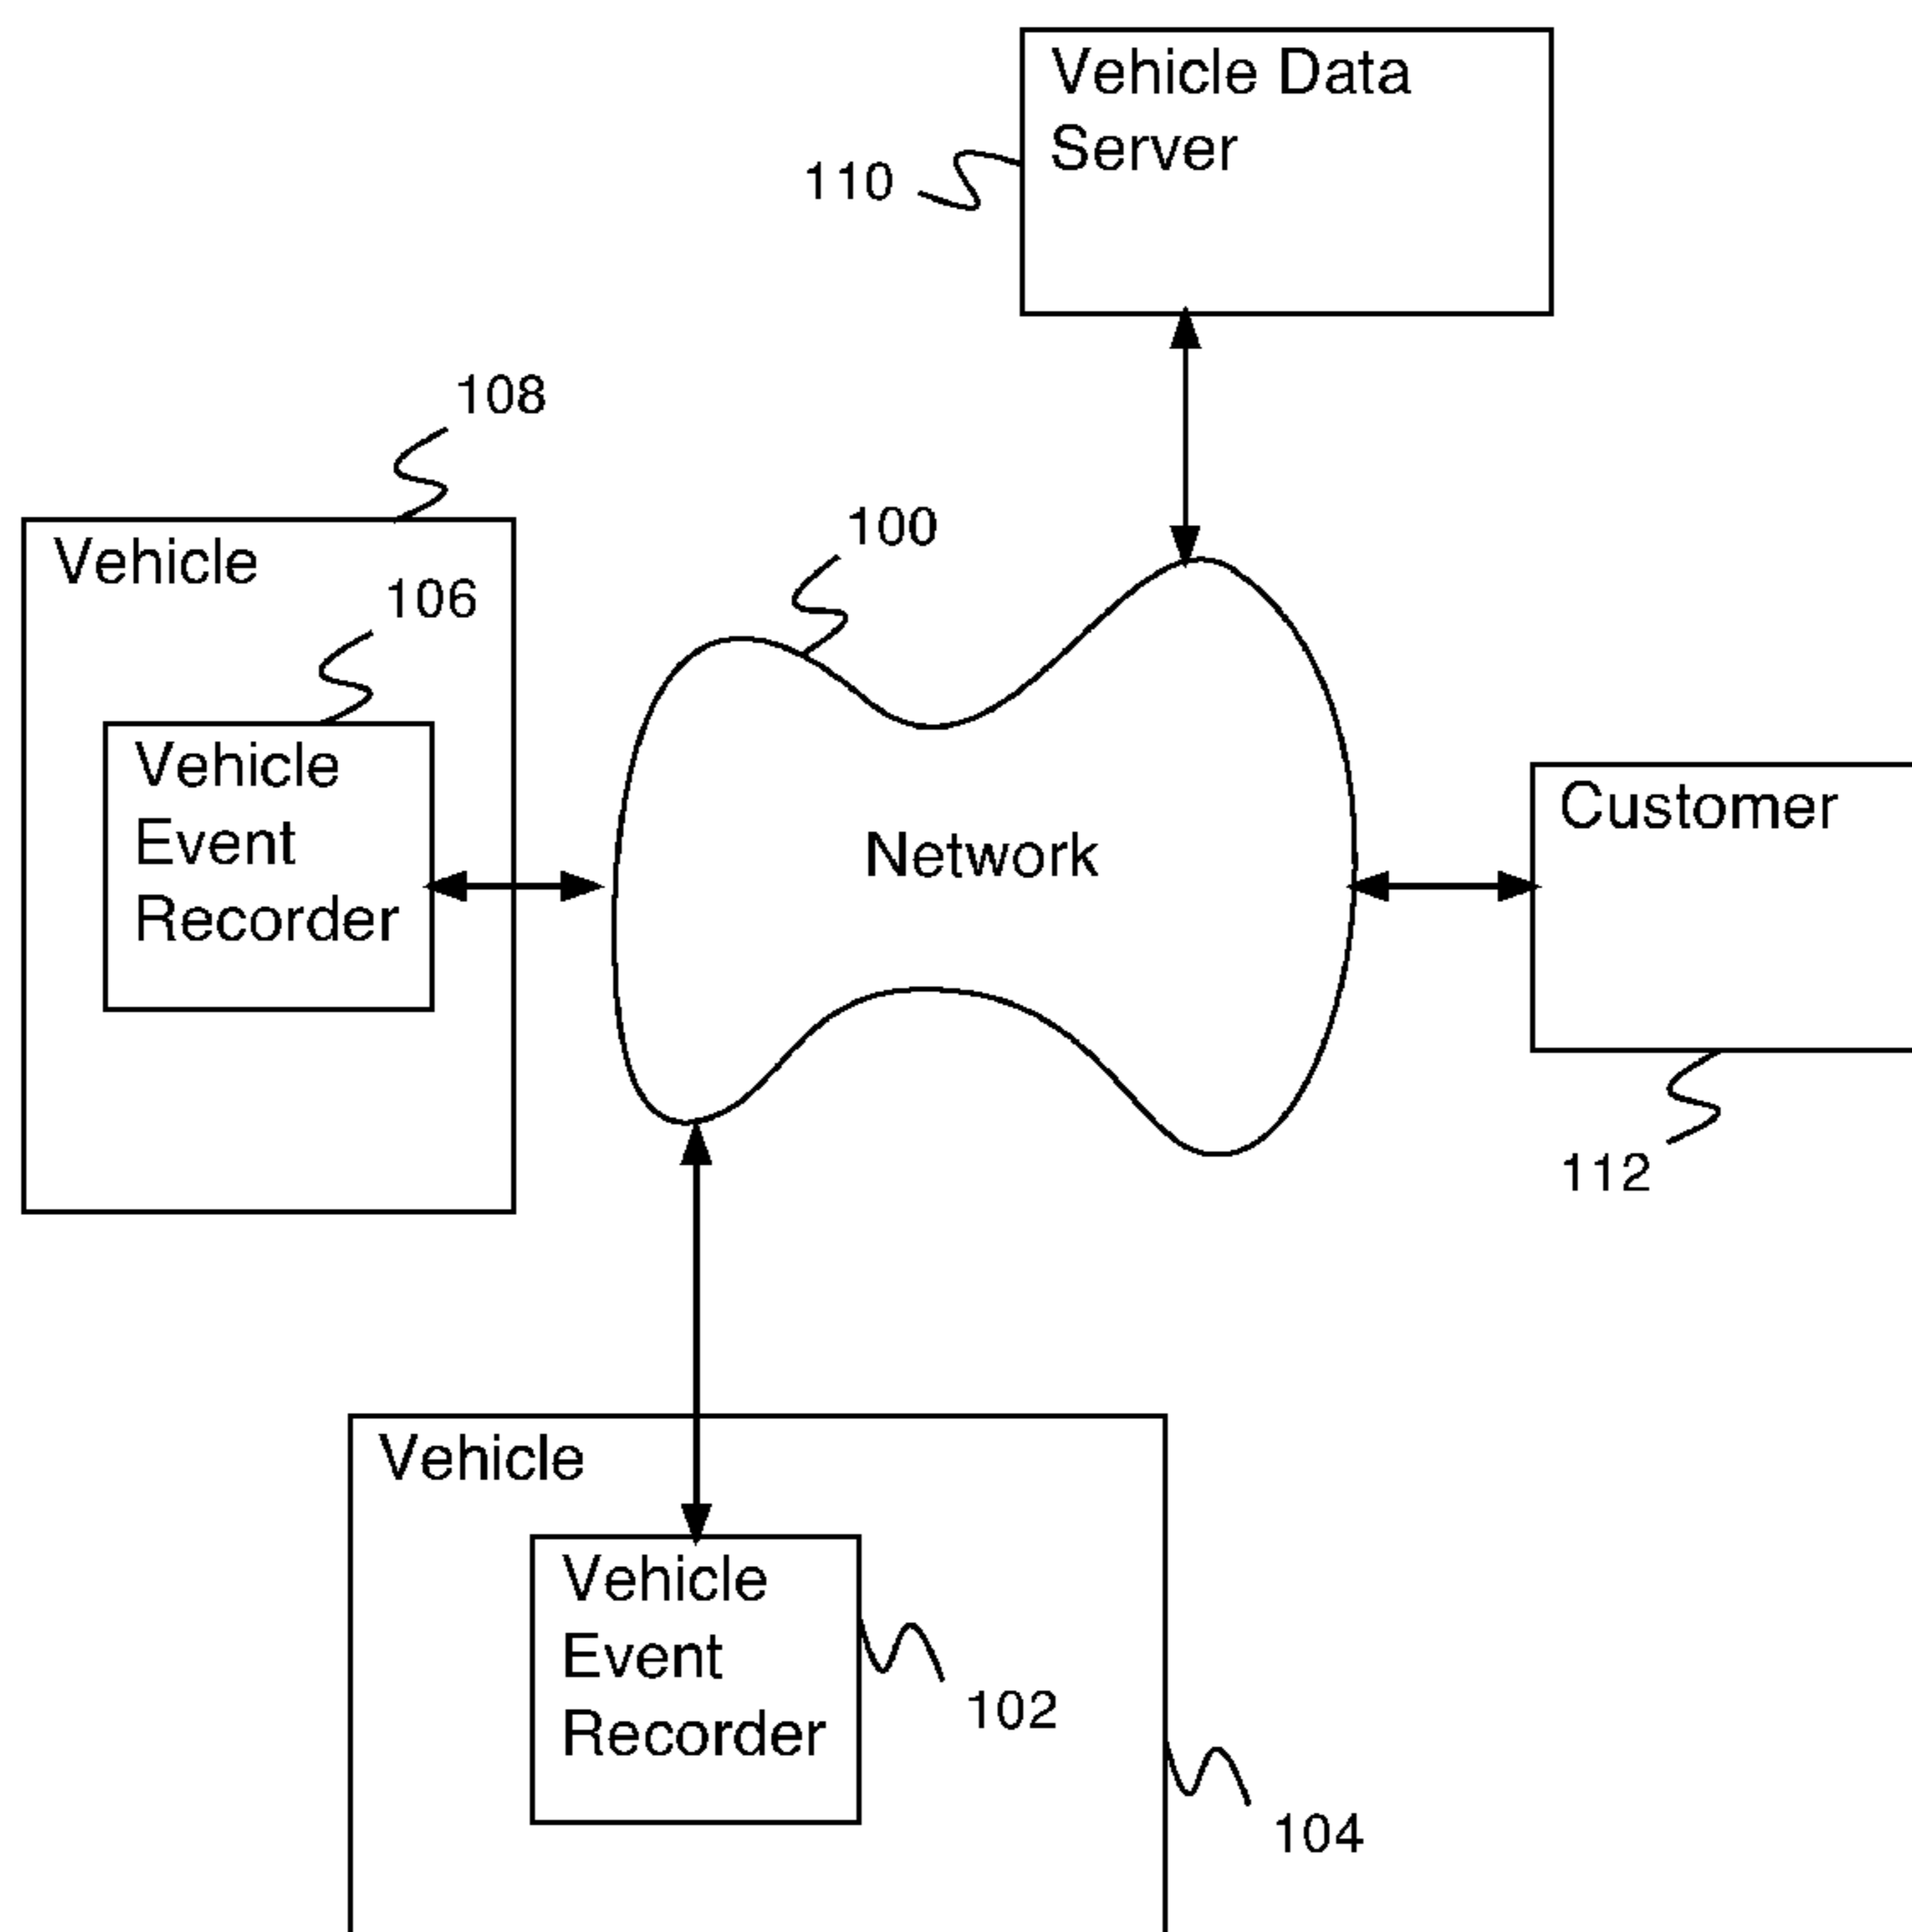 Vehicle Data
Server
110
108
Vehicle
106
Vehicle
Event
Recorder
100
Network
Customer
112
Vehicle
Vehicle
Event
Recorder
102
104